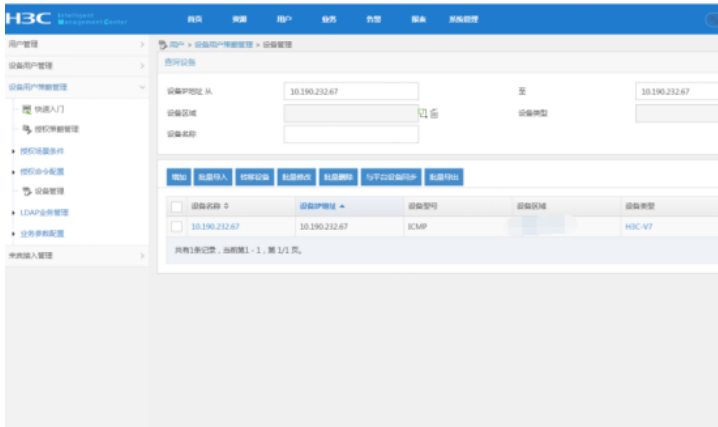 H3C Intelligent Management Center
首页 资源 用户 业务 告警 报表 系统管理
用户管理
设备用户管理
设备用户策略管理
快速入门
授权策略管理
授权场景条件
授权命令配置
设备管理
LDAP业务管理
业务参数配置
来宾接入管理
用户 > 设备用户策略管理 > 设备管理
查询设备
设备IP地址 从 10.190.232.67 至 10.190.232.67
设备区域 设备类型
设备名称
增加 批量导入 转移设备 批量修改 批量删除 与平台设备同步 批量导出
设备名称 设备IP地址 设备型号 设备区域 设备类型
10.190.232.67 10.190.232.67 ICMP H3C-V7
共有1条记录，当前第1 - 1，第 1/1 页。